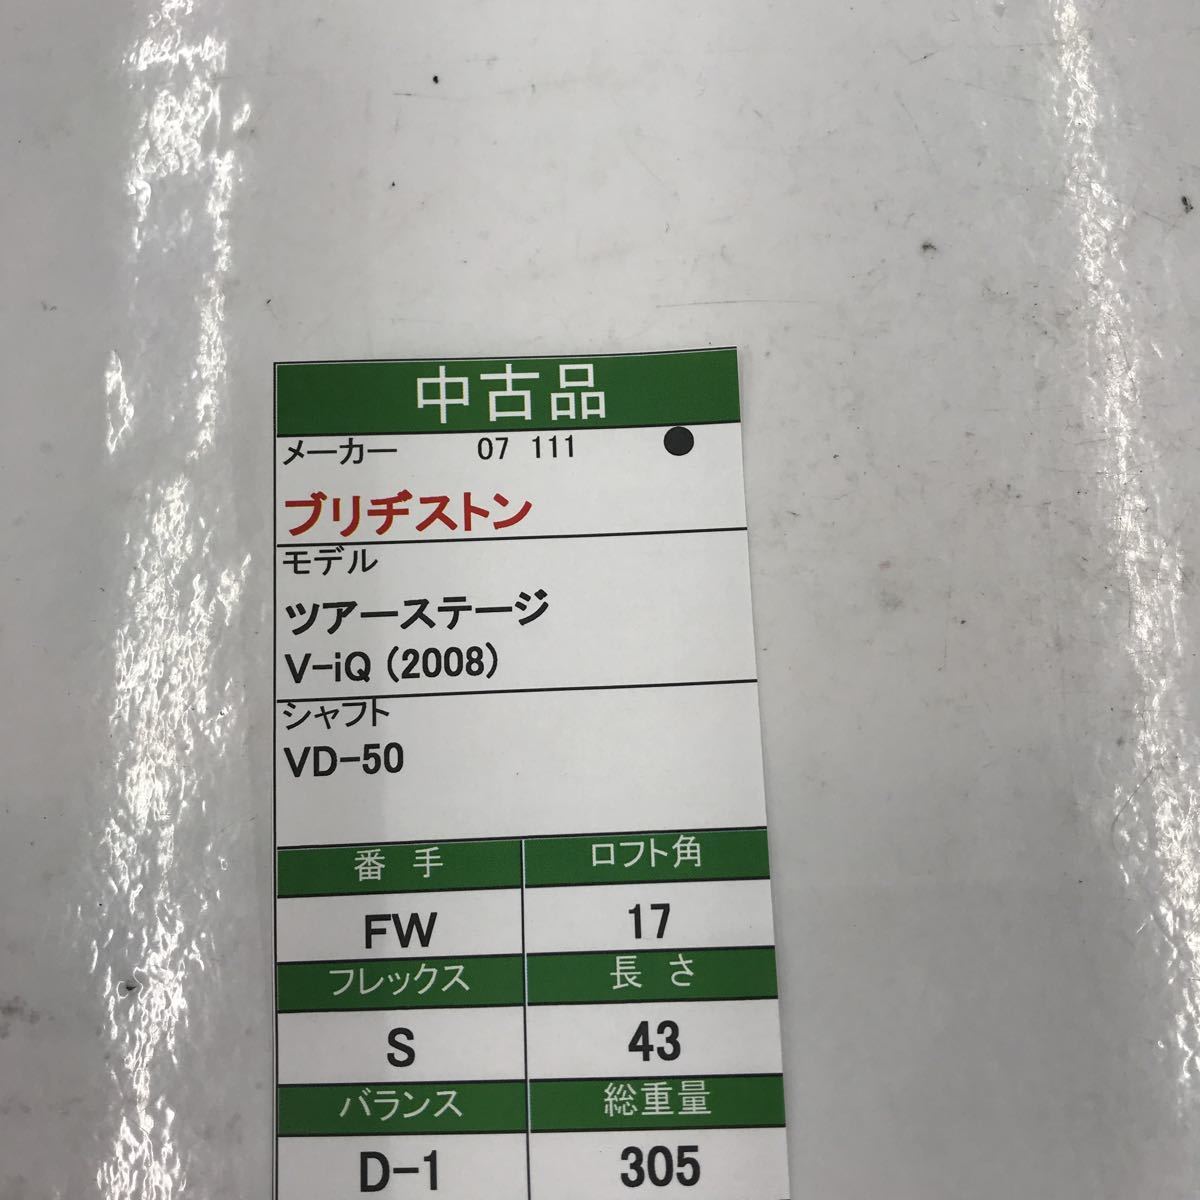 中古品
メーカー 07 111 ●
ブリヂストン
モデル
ツアーステージ
V-iQ (2008)
シャフト
VD-50
番 手 ロフト角
FW 17
フレックス 長 さ
S 43
バランス 総重量
D-1 305